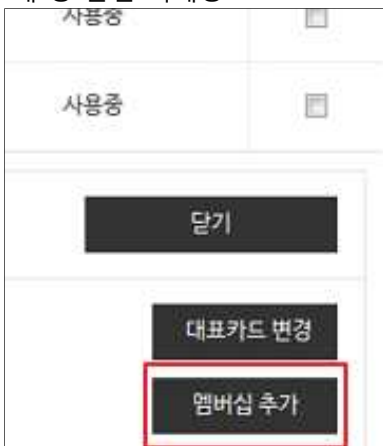 사용중
사용중
닫기
대표카드 변경
멤버십 추가